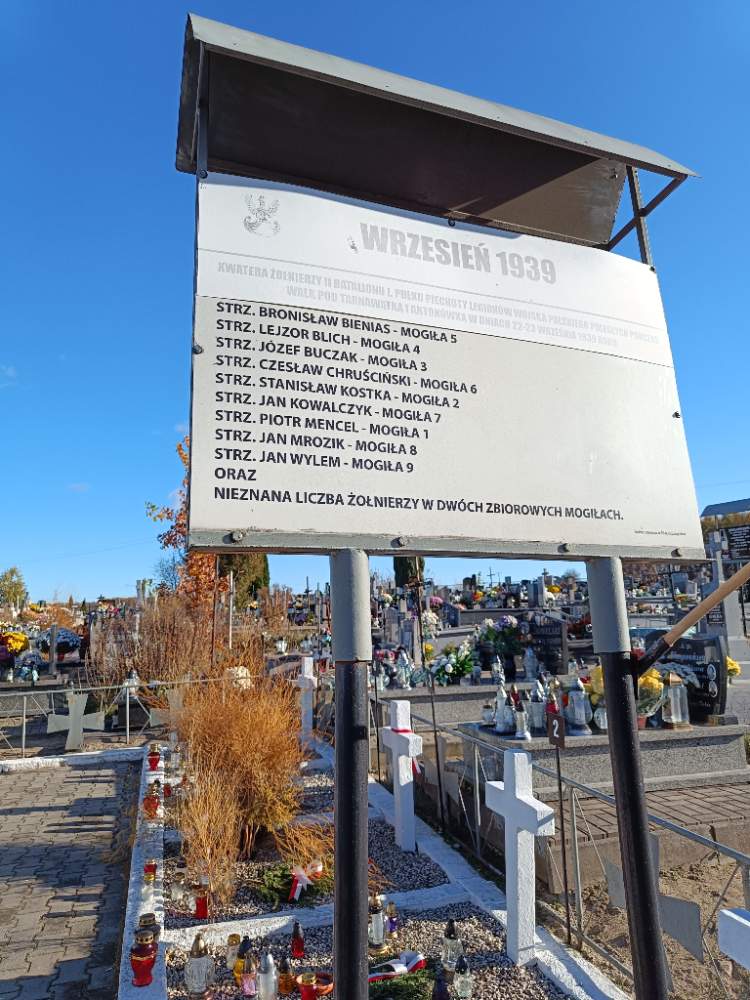 WRZESIEŃ 1939
KWATERA ŻOŁNIERZY II BATALIONU I. PUŁKU PIECHOTY LEGIONÓW WOJSKA POLSKIEGO POLEGŁYCH PODCZAS
WALK POD TARNAWATKĄ I ANTONÓWKĄ W DNIACH 22-23 WRZEŚNIA 1939 ROKU
STRZ. BRONISŁAW BIENIAS - MOGIŁA 5
STRZ. LEJZOR BLICH - MOGIŁA 4
STRZ. JÓZEF BUCZAK - MOGIŁA 3
STRZ. CZESŁAW CHRUŚCIŃSKI - MOGIŁA 6
STRZ. STANISŁAW KOSTKA - MOGIŁA 2
STRZ. JAN KOWALCZYK - MOGIŁA 7
STRZ. PIOTR MENCEL - MOGIŁA 1
STRZ. JAN MROZIK - MOGIŁA 8
STRZ. JAN WYLEM - MOGIŁA 9
ORAZ
NIEZNANA LICZBA ŻOŁNIERZY W DWÓCH ZBIOROWYCH MOGIŁACH.
2